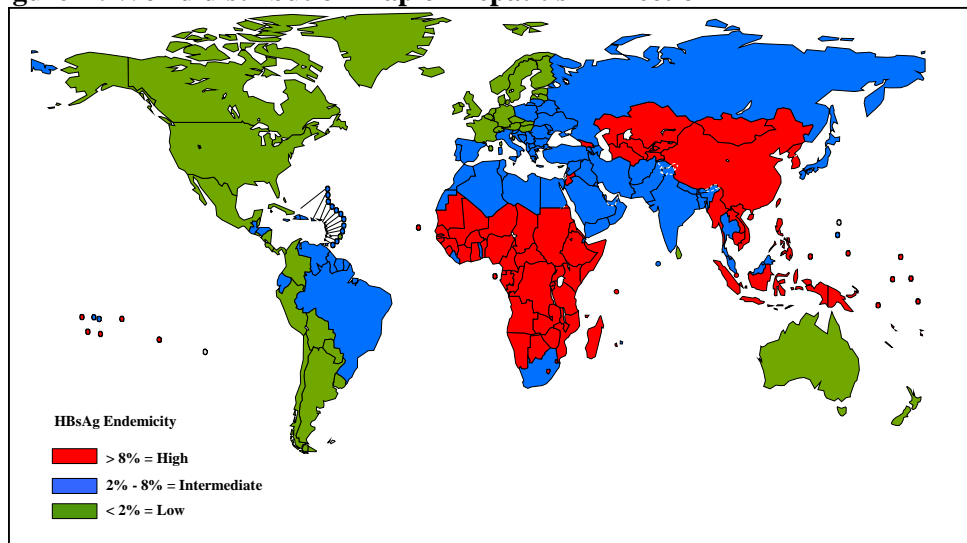 HBsAg Endemicity
> 8% = High
2% - 8% = Intermediate
< 2% = Low